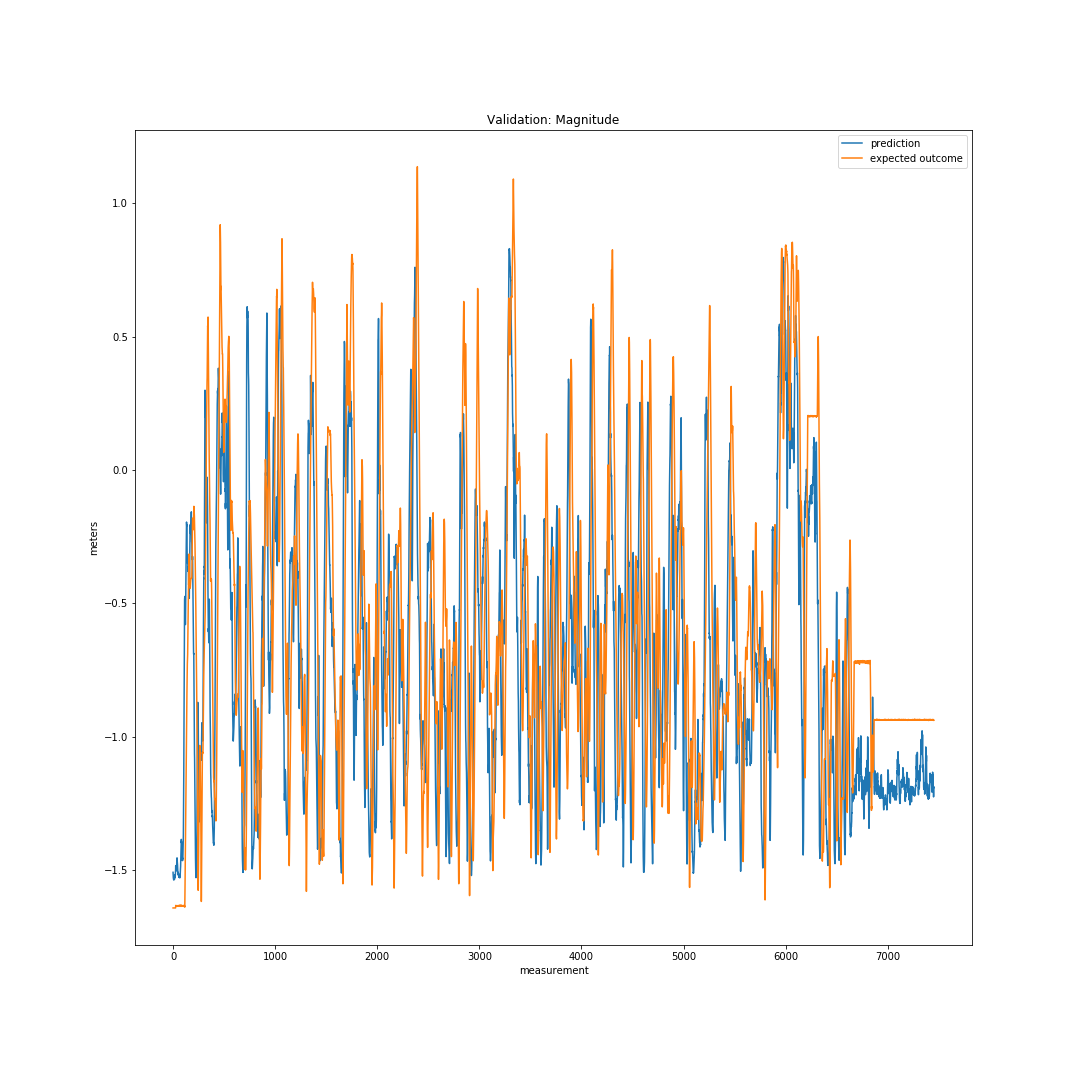 Validation: Magnitude
prediction
expected outcome
1.0
0.5
0.0
−0.5
−1.0
−1.5
meters
0 1000 2000 3000 4000 5000 6000 7000
measurement